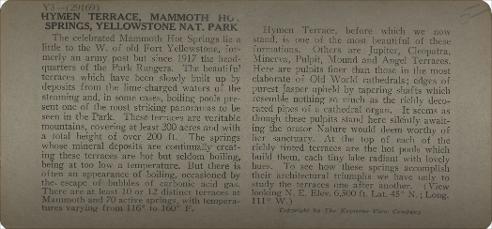 Y3—(29169)
HYMEN TERRACE, MAMMOTH HOT
SPRINGS, YELLOWSTONE NAT. PARK
The celebrated Mammoth Hot Springs lie a
little to the W. of old Fort Yellowstone, for-
merly an army post but since 1917 the head-
quarters of the Park Rangers. The beautiful
terraces which have been slowly built up by
deposits from the lime-charged waters of the
steaming and, in some cases, boiling pools pre-
sent one of the most striking panoramas to be
seen in the Park. These terraces are veritable
mountains, covering at least 200 acres and with
a total height of over 200 ft. The springs
whose mineral deposits are continually creat-
ing these terraces are hot but seldom boiling,
being at too low a temperature. But there is
often an appearance of boiling, occasioned by
the escape of bubbles of carbonic acid gas.
There are at least 10 or 12 distinct terraces at
Mammoth and 70 active springs, with tempera-
tures varying from 116° to 160° F.
Hymen Terrace, before which we now
stand, is one of the most beautiful of these
formations. Others are Jupiter, Cleopatra,
Minerva, Pulpit, Mound and Angel Terraces.
Here are pulpits finer than those in the most
elaborate of Old World cathedrals; edges of
purest Jasper upheld by tapering shafts which
resemble nothing so much as the richly deco-
rated pipes of a cathedral organ. It seems as
though these pulpits stand here silently await-
ing the orator Nature would deem worthy of
her sanctuary. At the top of each of the
richly tinted terraces are the hot pools which
build them, each tiny lake radiant with lovely
hues. To see how these springs accomplish
their architectural triumphs we have only to
study the terraces one after another. (View
looking N. E. Elev. 6,500 ft. Lat. 45° N.; Long.
111° W.)
Copyright by The Keystone View Company